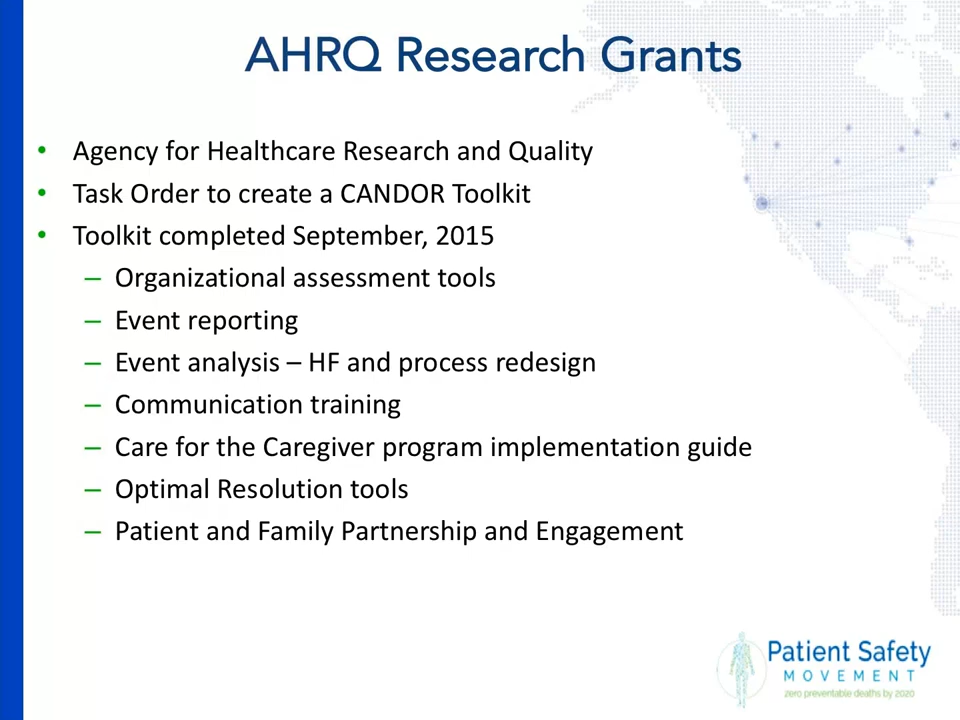 AHRQ Research Grants
• Agency for Healthcare Research and Quality
• Task Order to create a CANDOR Toolkit
• Toolkit completed September, 2015
– Organizational assessment tools
– Event reporting
– Event analysis – HF and process redesign
– Communication training
– Care for the Caregiver program implementation guide
– Optimal Resolution tools
– Patient and Family Partnership and Engagement
Patient Safety
MOVEMENT
zero preventable deaths by 2020